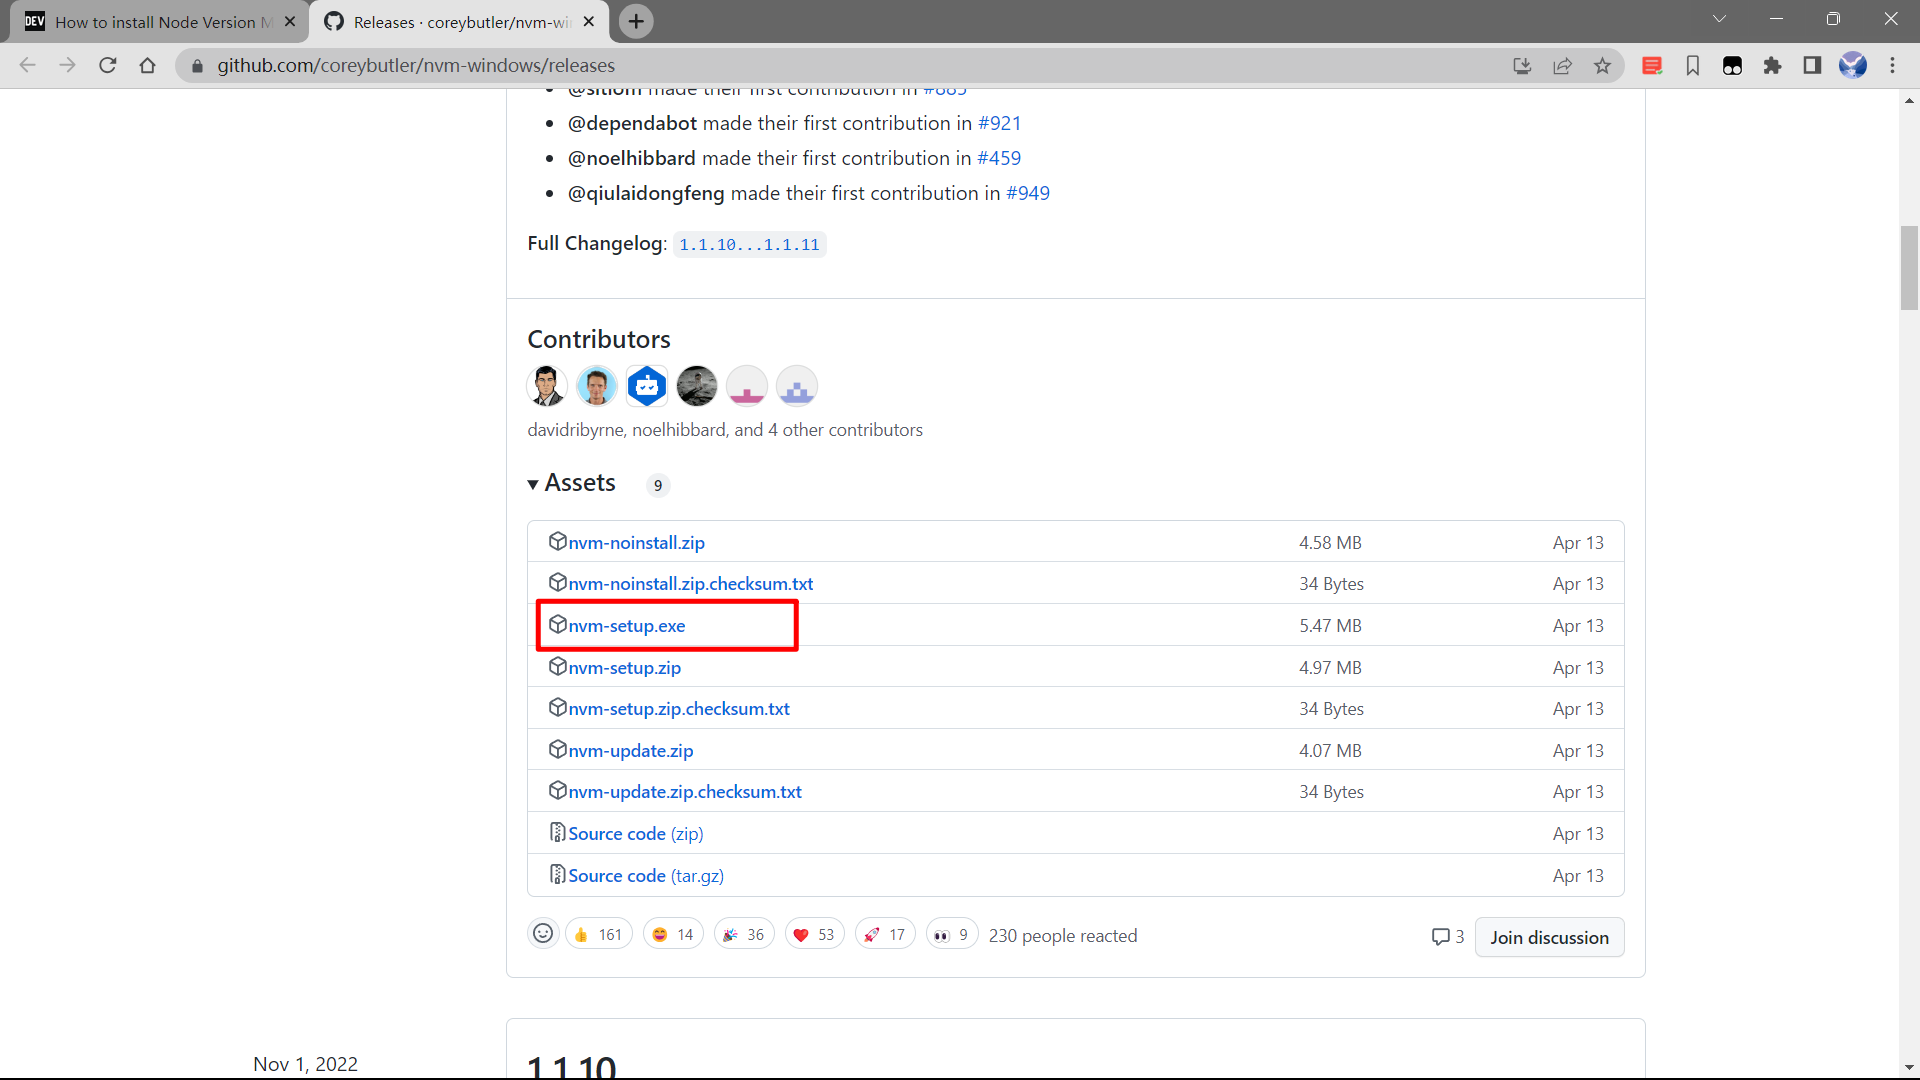 DEV How to install Node Version M
Releases · coreybutler/nvm-wi
github.com/coreybutler/nvm-windows/releases
@sitiom made their first contribution in #885
@dependabot made their first contribution in #921
@noelhibbard made their first contribution in #459
@qiulaidongfeng made their first contribution in #949
Full Changelog: 1.1.10...1.1.11
Contributors
davidribyrne, noelhibbard, and 4 other contributors
Assets 9
nvm-noinstall.zip 4.58 MB Apr 13
nvm-noinstall.zip.checksum.txt 34 Bytes Apr 13
nvm-setup.exe 5.47 MB Apr 13
nvm-setup.zip 4.97 MB Apr 13
nvm-setup.zip.checksum.txt 34 Bytes Apr 13
nvm-update.zip 4.07 MB Apr 13
nvm-update.zip.checksum.txt 34 Bytes Apr 13
Source code (zip) Apr 13
Source code (tar.gz) Apr 13
161 14 36 53 17 9 230 people reacted 3 Join discussion
Nov 1, 2022 1.1.10